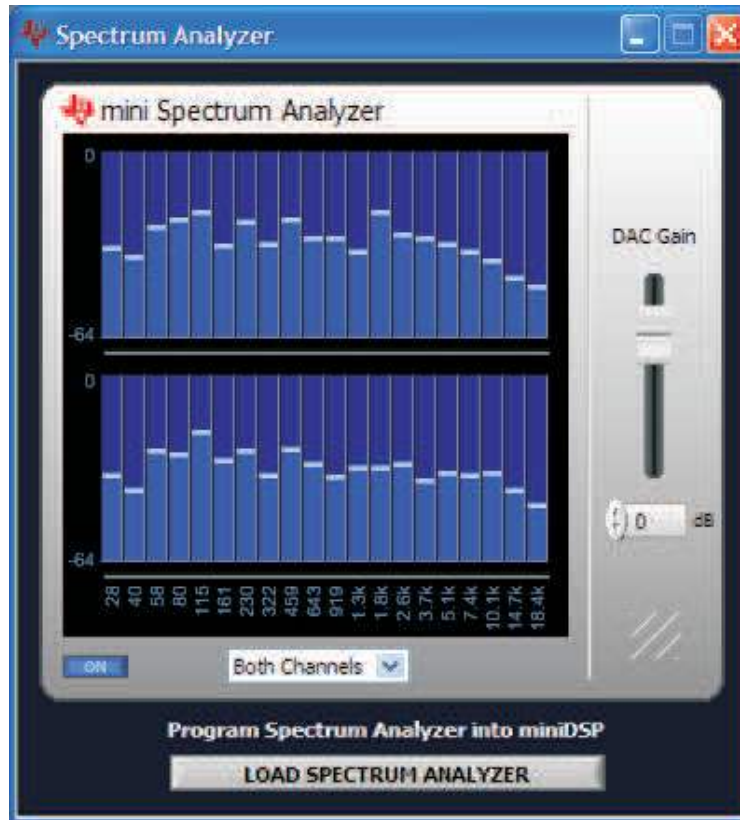 Spectrum Analyzer
mini Spectrum Analyzer
0
-64
0
-64
28 40 58 80 115 161 230 322 459 643 919 1.3k 1.8k 2.6k 3.7k 5.1k 7.4k 10.1k 14.7k 18.4k
DAC Gain
0 dB
ON
Both Channels
Program Spectrum Analyzer into miniDSP
LOAD SPECTRUM ANALYZER